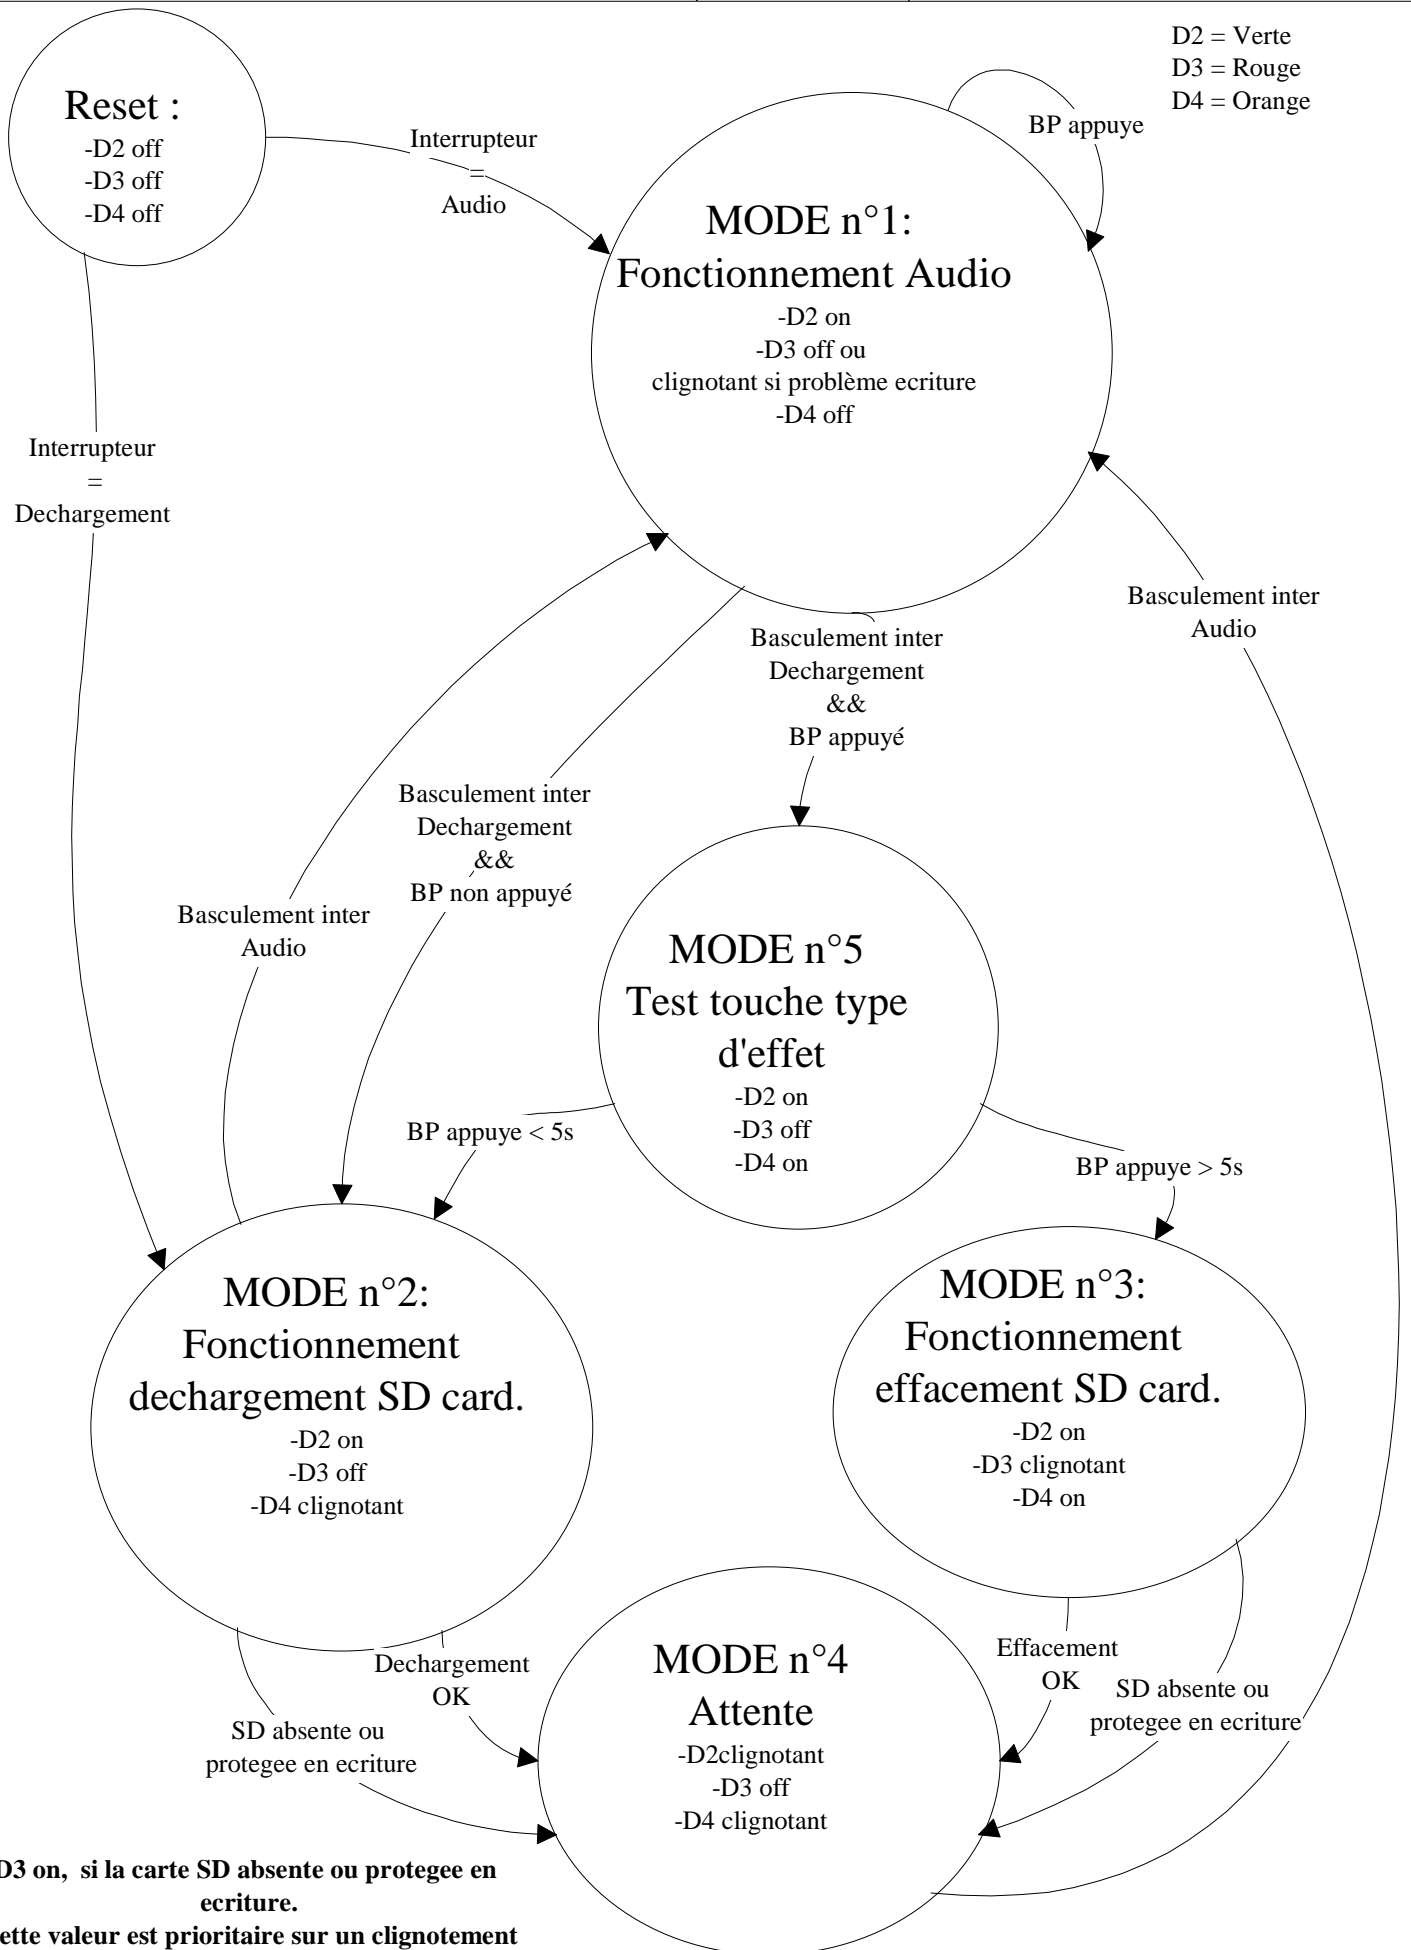 D2 = Verte
D3 = Rouge
D4 = Orange
Reset :
-D2 off
-D3 off
-D4 off
Interrupteur
=
Audio
BP appuye
MODE n°1:
Fonctionnement Audio
-D2 on
-D3 off ou
clignotant si problème ecriture
-D4 off
Interrupteur
=
Dechargement
Basculement inter
Audio
Basculement inter
Dechargement
&&
BP appuyé
Basculement inter
Dechargement
&&
BP non appuyé
Basculement inter
Audio
MODE n°5
Test touche type
d'effet
-D2 on
-D3 off
-D4 on
BP appuye < 5s
BP appuye > 5s
MODE n°2:
Fonctionnement
dechargement SD card.
-D2 on
-D3 off
-D4 clignotant
MODE n°3:
Fonctionnement
effacement SD card.
-D2 on
-D3 clignotant
-D4 on
Dechargement
OK
SD absente ou
protegee en ecriture
MODE n°4
Attente
-D2clignotant
-D3 off
-D4 clignotant
Effacement
OK
SD absente ou
protegee en ecriture
D3 on, si la carte SD absente ou protegee en
ecriture.
ette valeur est prioritaire sur un clignotement